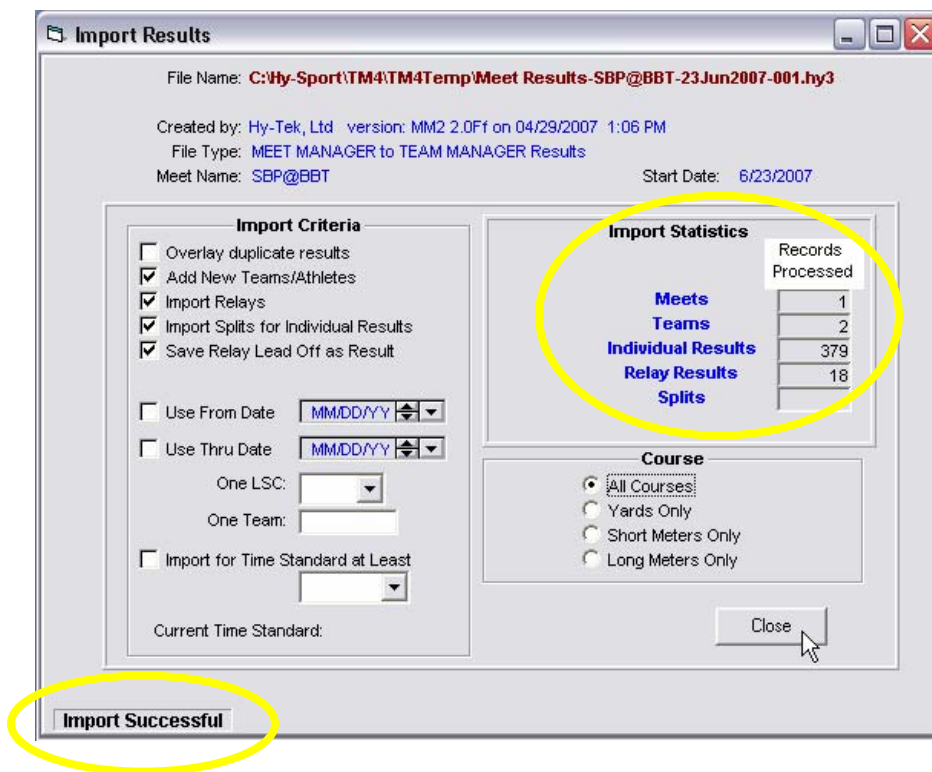 Import Results
File Name: C:\Hy-Sport\TM4\TM4Temp\Meet Results-SBP@BBT-23Jun2007-001.hy3
Created by: Hy-Tek, Ltd version: MM2 2.0Ff on 04/29/2007 1:06 PM
File Type: MEET MANAGER to TEAM MANAGER Results
Meet Name: SBP@BBT Start Date: 6/23/2007
Import Criteria
Overlay duplicate results
Add New Teams/Athletes
Import Relays
Import Splits for Individual Results
Save Relay Lead Off as Result
Use From Date MM/DD/YY
Use Thru Date MM/DD/YY
One LSC:
One Team:
Import for Time Standard at Least
Current Time Standard:
Import Statistics
Records
Processed
Meets 1
Teams 2
Individual Results 379
Relay Results 18
Splits
Course
All Courses
Yards Only
Short Meters Only
Long Meters Only
Close
Import Successful